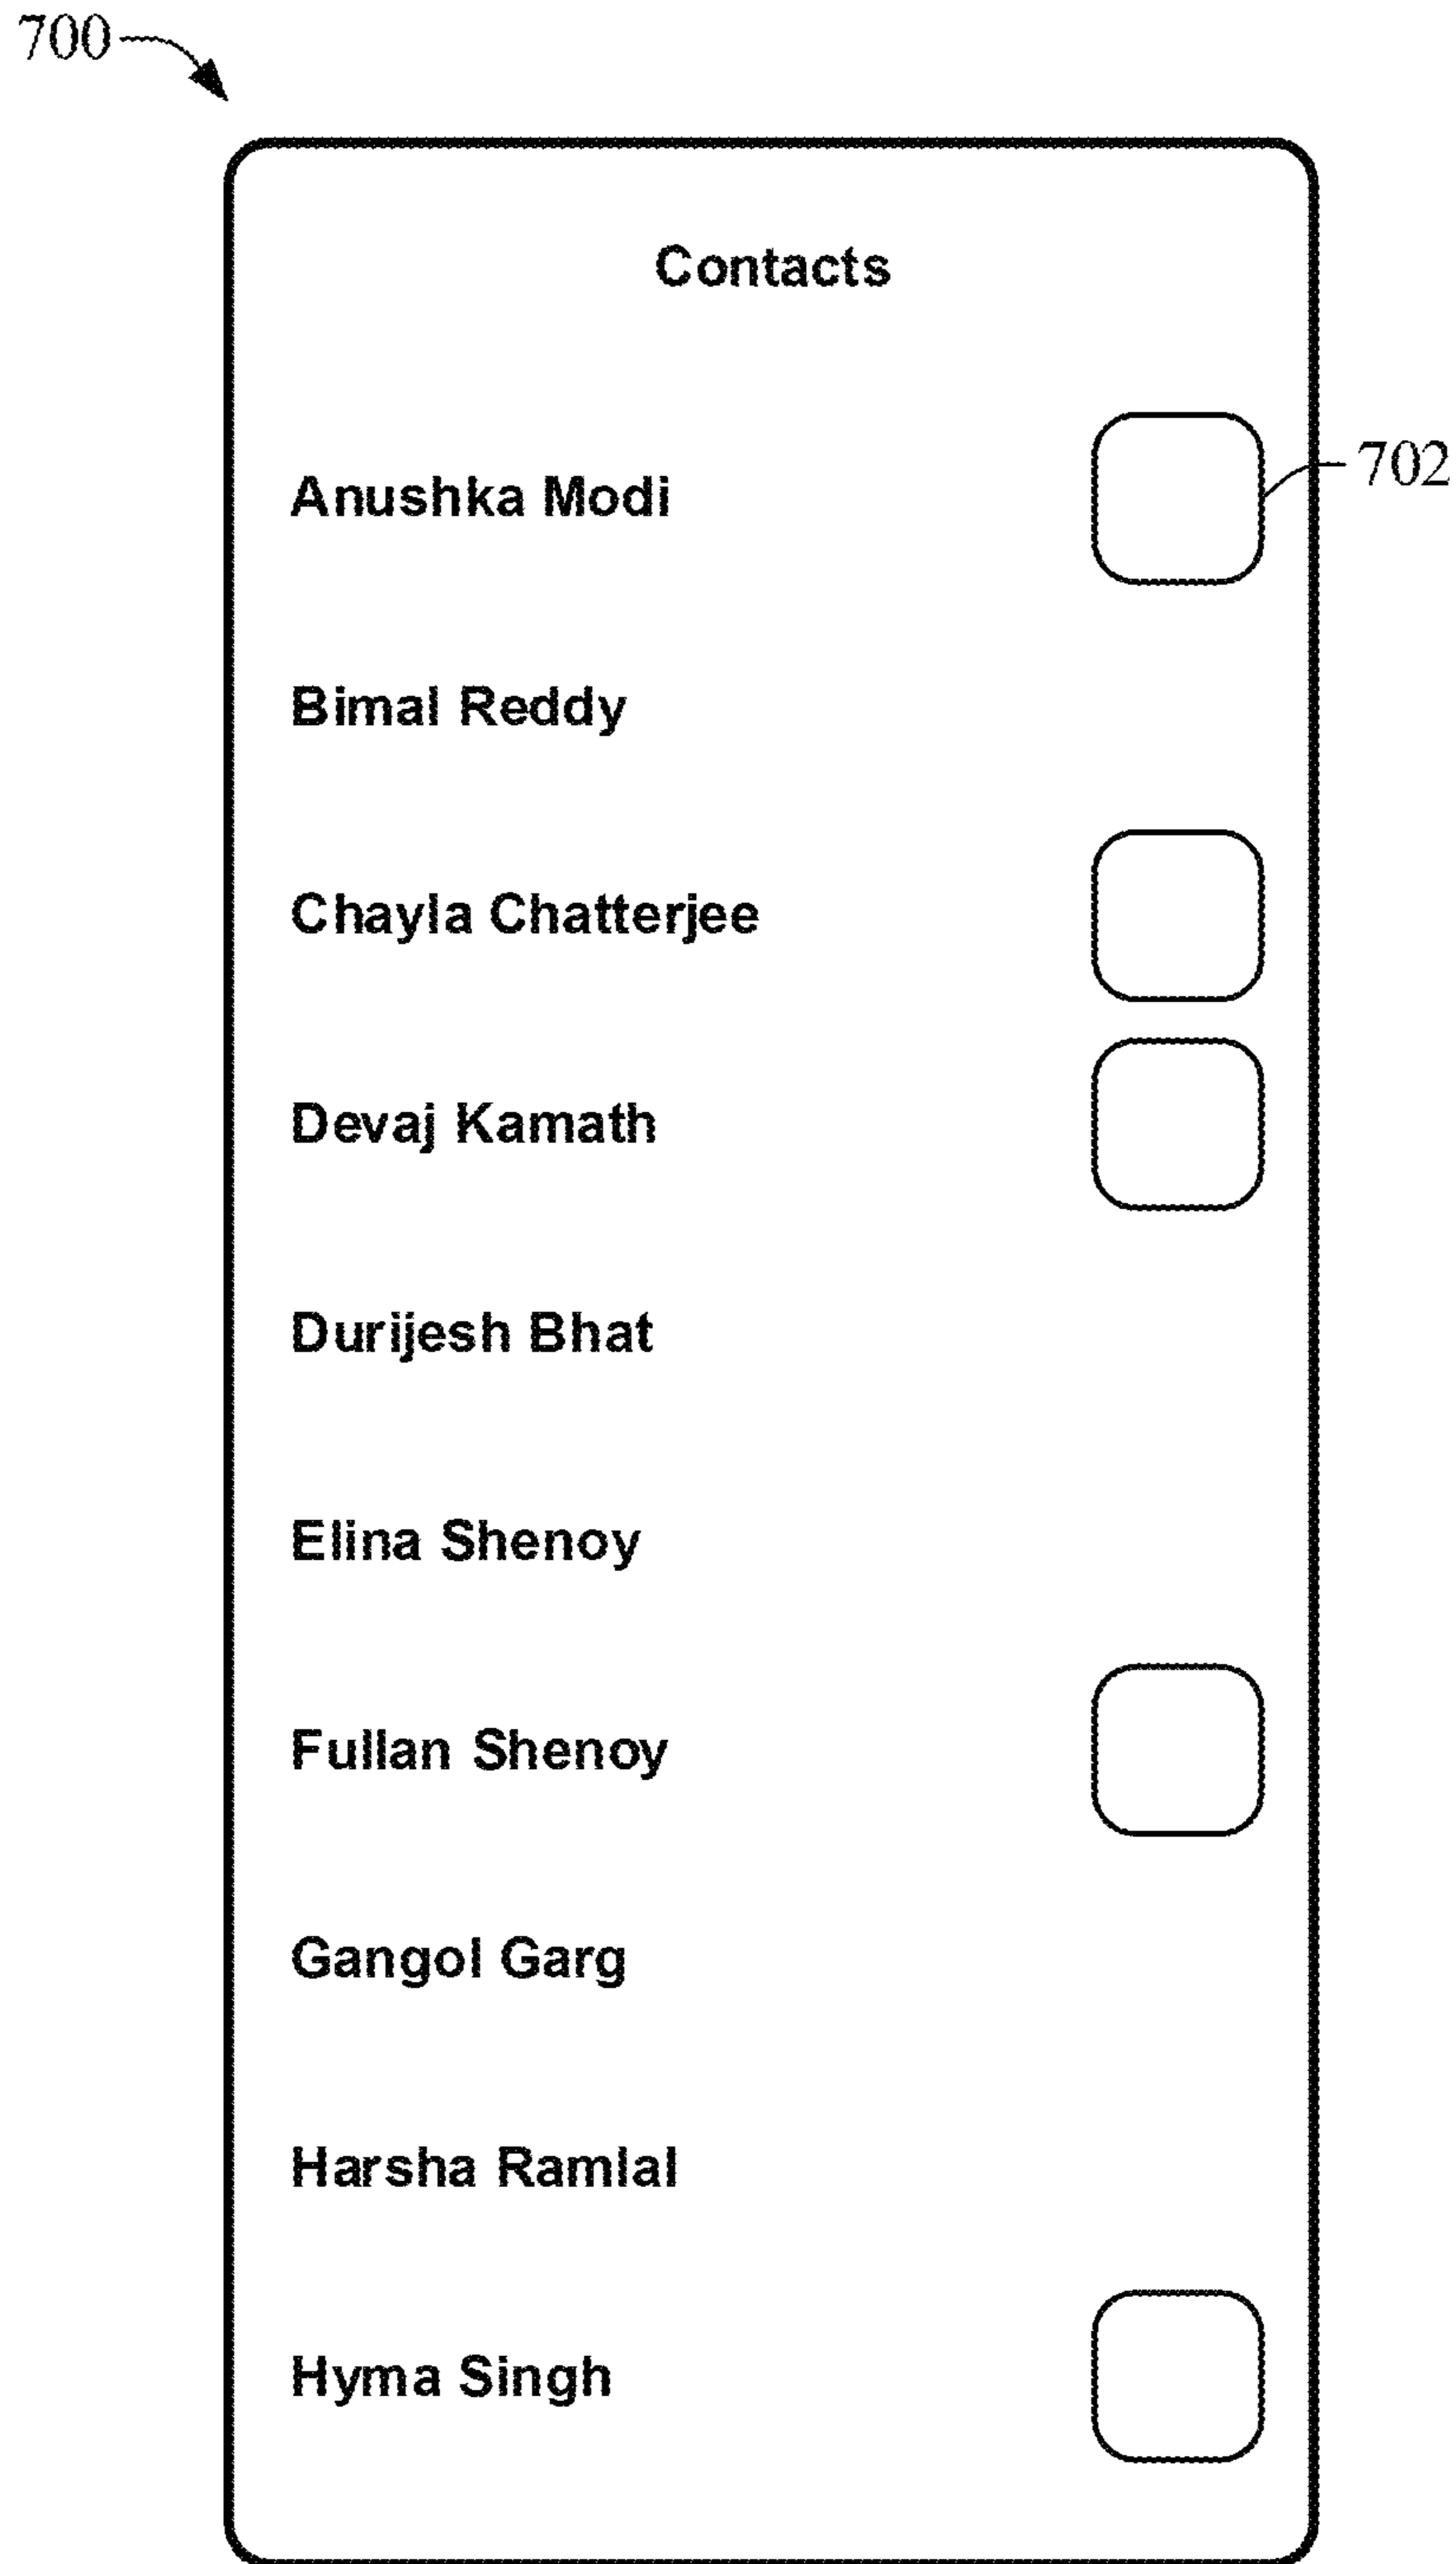 700
Contacts
Anushka Modi
702
Bimal Reddy
Chayla Chatterjee
Devaj Kamath
Durijesh Bhat
Elina Shenoy
Fullan Shenoy
Gangol Garg
Harsha Ramlal
Hyma Singh